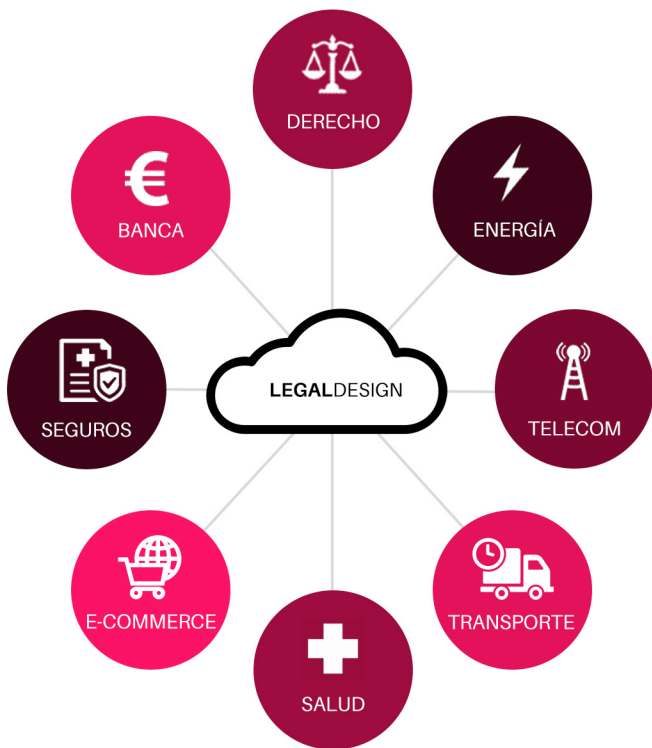 DERECHO
BANCA
ENERGÍA
LEGALDESIGN
SEGUROS
TELECOM
E-COMMERCE
TRANSPORTE
SALUD